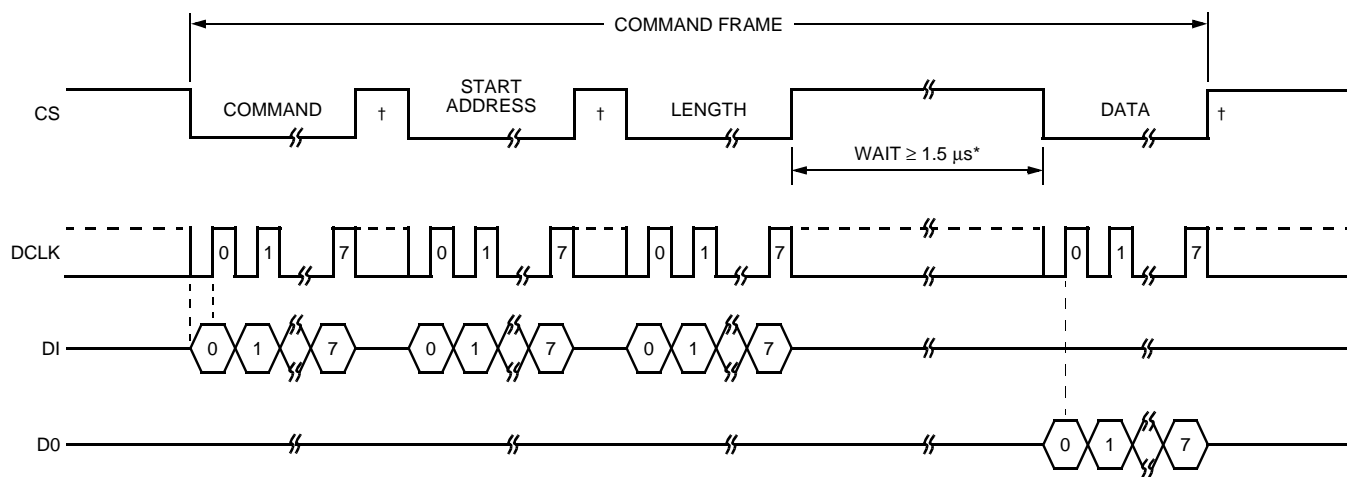 COMMAND FRAME
CS
COMMAND
†
START
ADDRESS
†
LENGTH
DATA
†
WAIT ≥ 1.5 µs*
DCLK
0 1 7 0 1 7 0 1 7 0 1 7
DI
0 1 7 0 1 7 0 1 7
D0
0 1 7